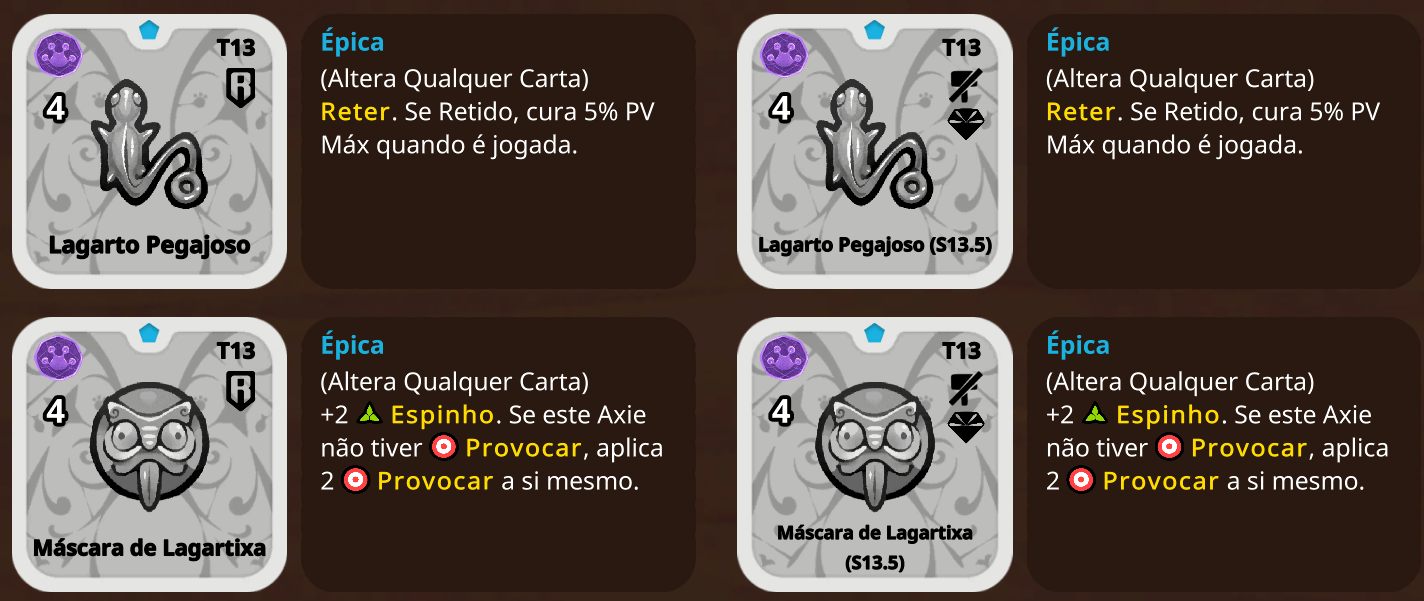 T13
4
Lagarto Pegajoso
Épica
(Altera Qualquer Carta)
Reter. Se Retido, cura 5% PV
Máx quando é jogada.
T13
4
Lagarto Pegajoso (S13.5)
Épica
(Altera Qualquer Carta)
Reter. Se Retido, cura 5% PV
Máx quando é jogada.
T13
4
Máscara de Lagartixa
Épica
(Altera Qualquer Carta)
+2 Espinho. Se este Axie
não tiver Provocar, aplica
2 Provocar a si mesmo.
T13
4
Máscara de Lagartixa
(S13.5)
Épica
(Altera Qualquer Carta)
+2 Espinho. Se este Axie
não tiver Provocar, aplica
2 Provocar a si mesmo.